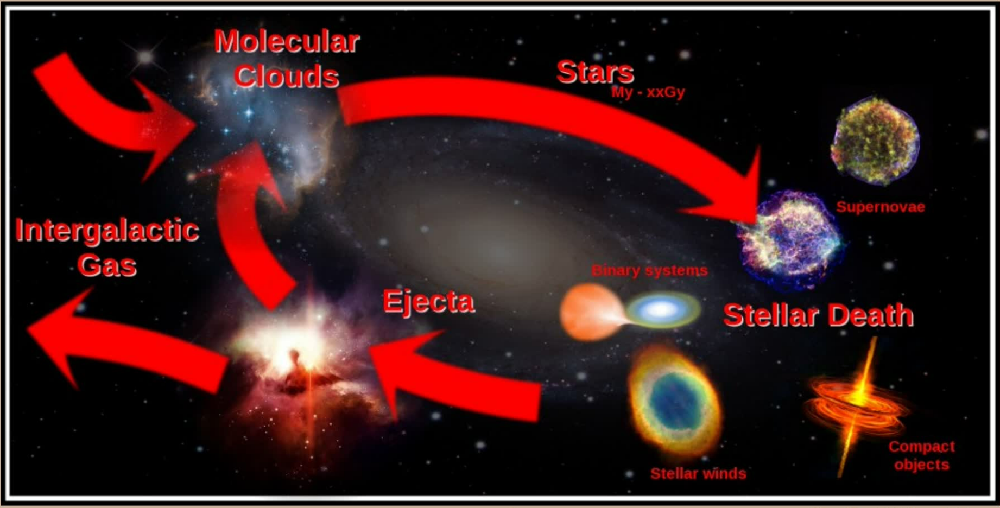 Molecular
Clouds
Stars
My - xxGy
Supernovae
Intergalactic
Gas
Binary systems
Ejecta
Stellar Death
Compact
objects
Stellar winds